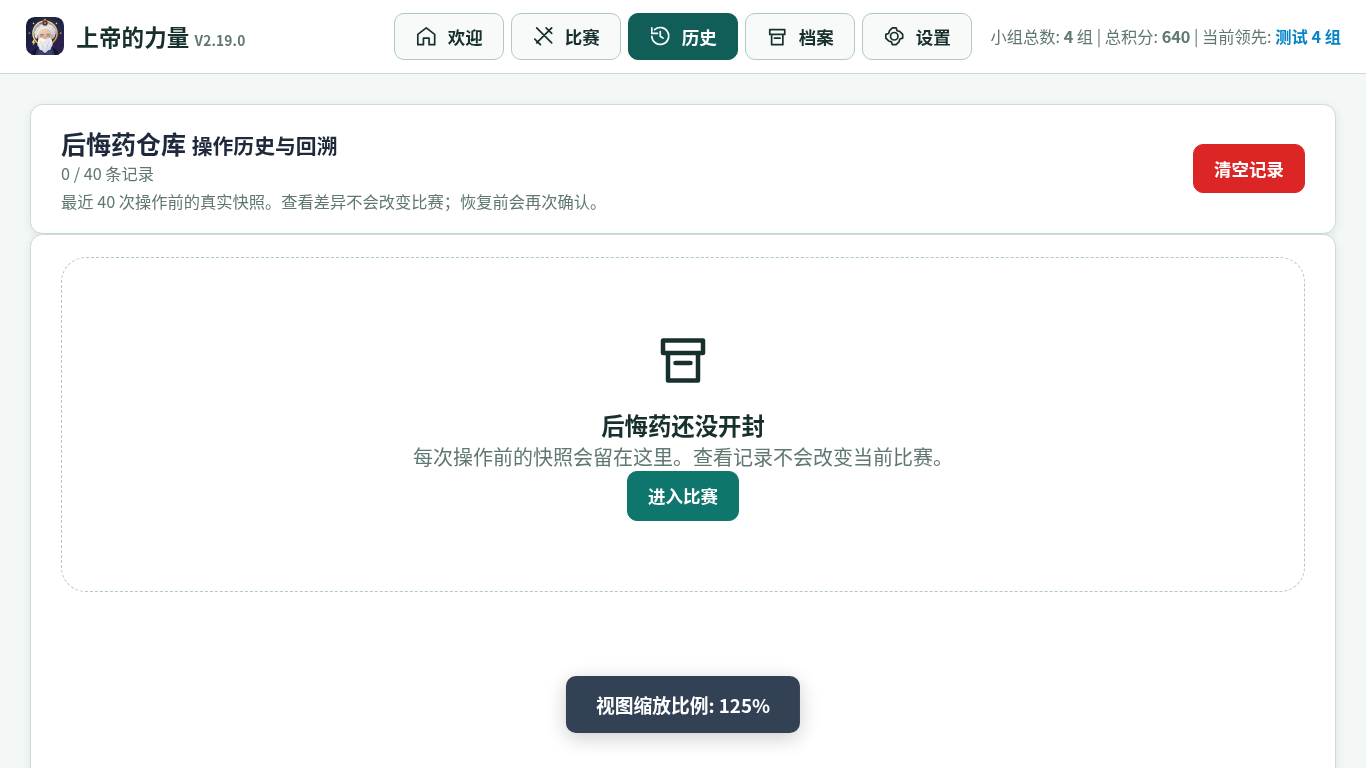 上帝的力量 V2.19.0
欢迎
比赛
历史
档案
设置
小组总数: 4 组 | 总积分: 640 | 当前领先: 测试 4 组
后悔药仓库 操作历史与回溯
0 / 40 条记录
最近 40 次操作前的真实快照。查看差异不会改变比赛；恢复前会再次确认。
清空记录
后悔药还没开封
每次操作前的快照会留在这里。查看记录不会改变当前比赛。
进入比赛
视图缩放比例: 125%